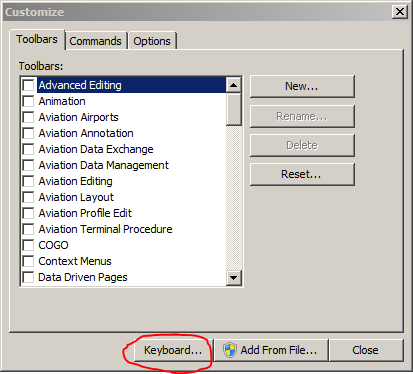 Customize
Toolbars Commands Options
Toolbars:
Advanced Editing
Animation
Aviation Airports
Aviation Annotation
Aviation Data Exchange
Aviation Data Management
Aviation Editing
Aviation Layout
Aviation Profile Edit
Aviation Terminal Procedure
COGO
Context Menus
Data Driven Pages
New...
Rename...
Delete
Reset...
Keyboard... Add From File... Close